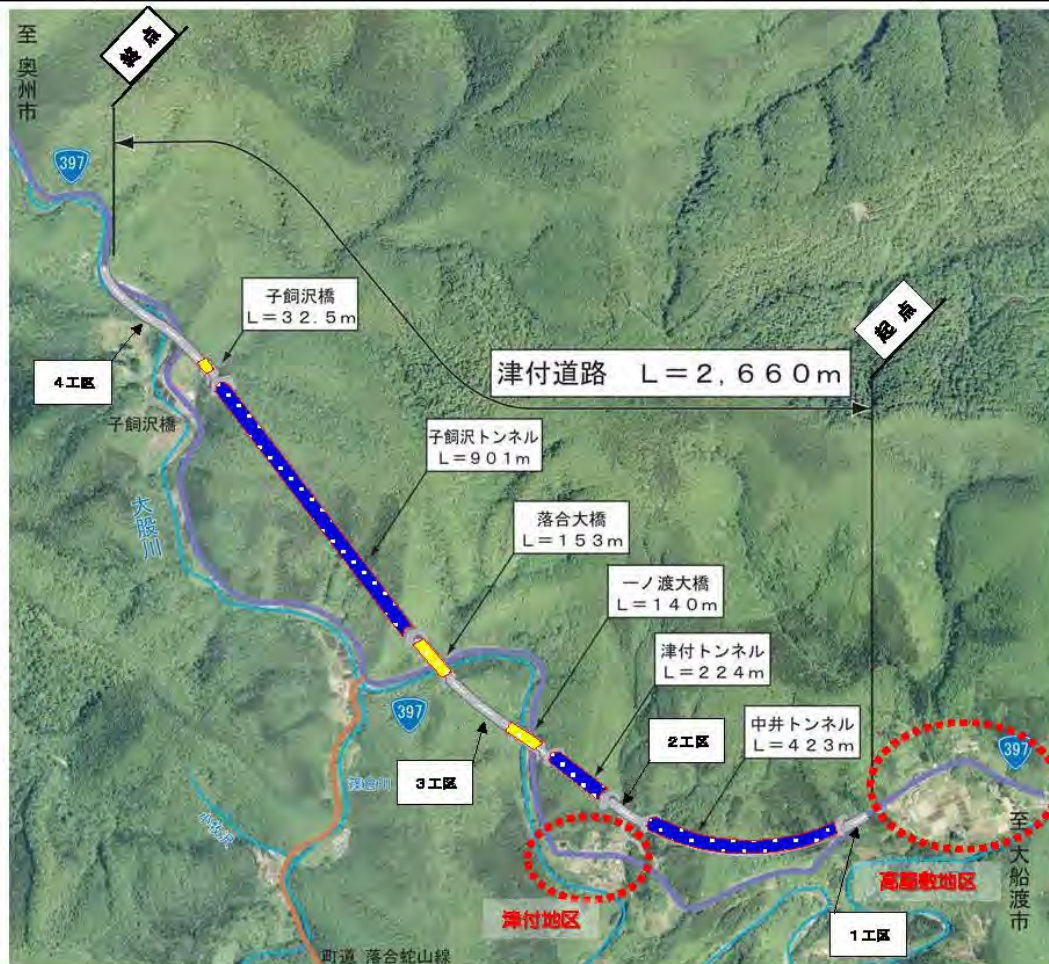 至 奥州市
終点
397
子飼沢橋
L=32.5m
起点
4工区
津付道路 L=2,660m
子飼沢橋
子飼沢トンネル
L=901m
大股川
落合大橋
L=153m
一ノ渡大橋
L=140m
津付トンネル
L=224m
397
2工区
中井トンネル
L=423m
397
3工区
至 大船渡市
高屋敷地区
津付地区
1工区
町道 落合蛇山線